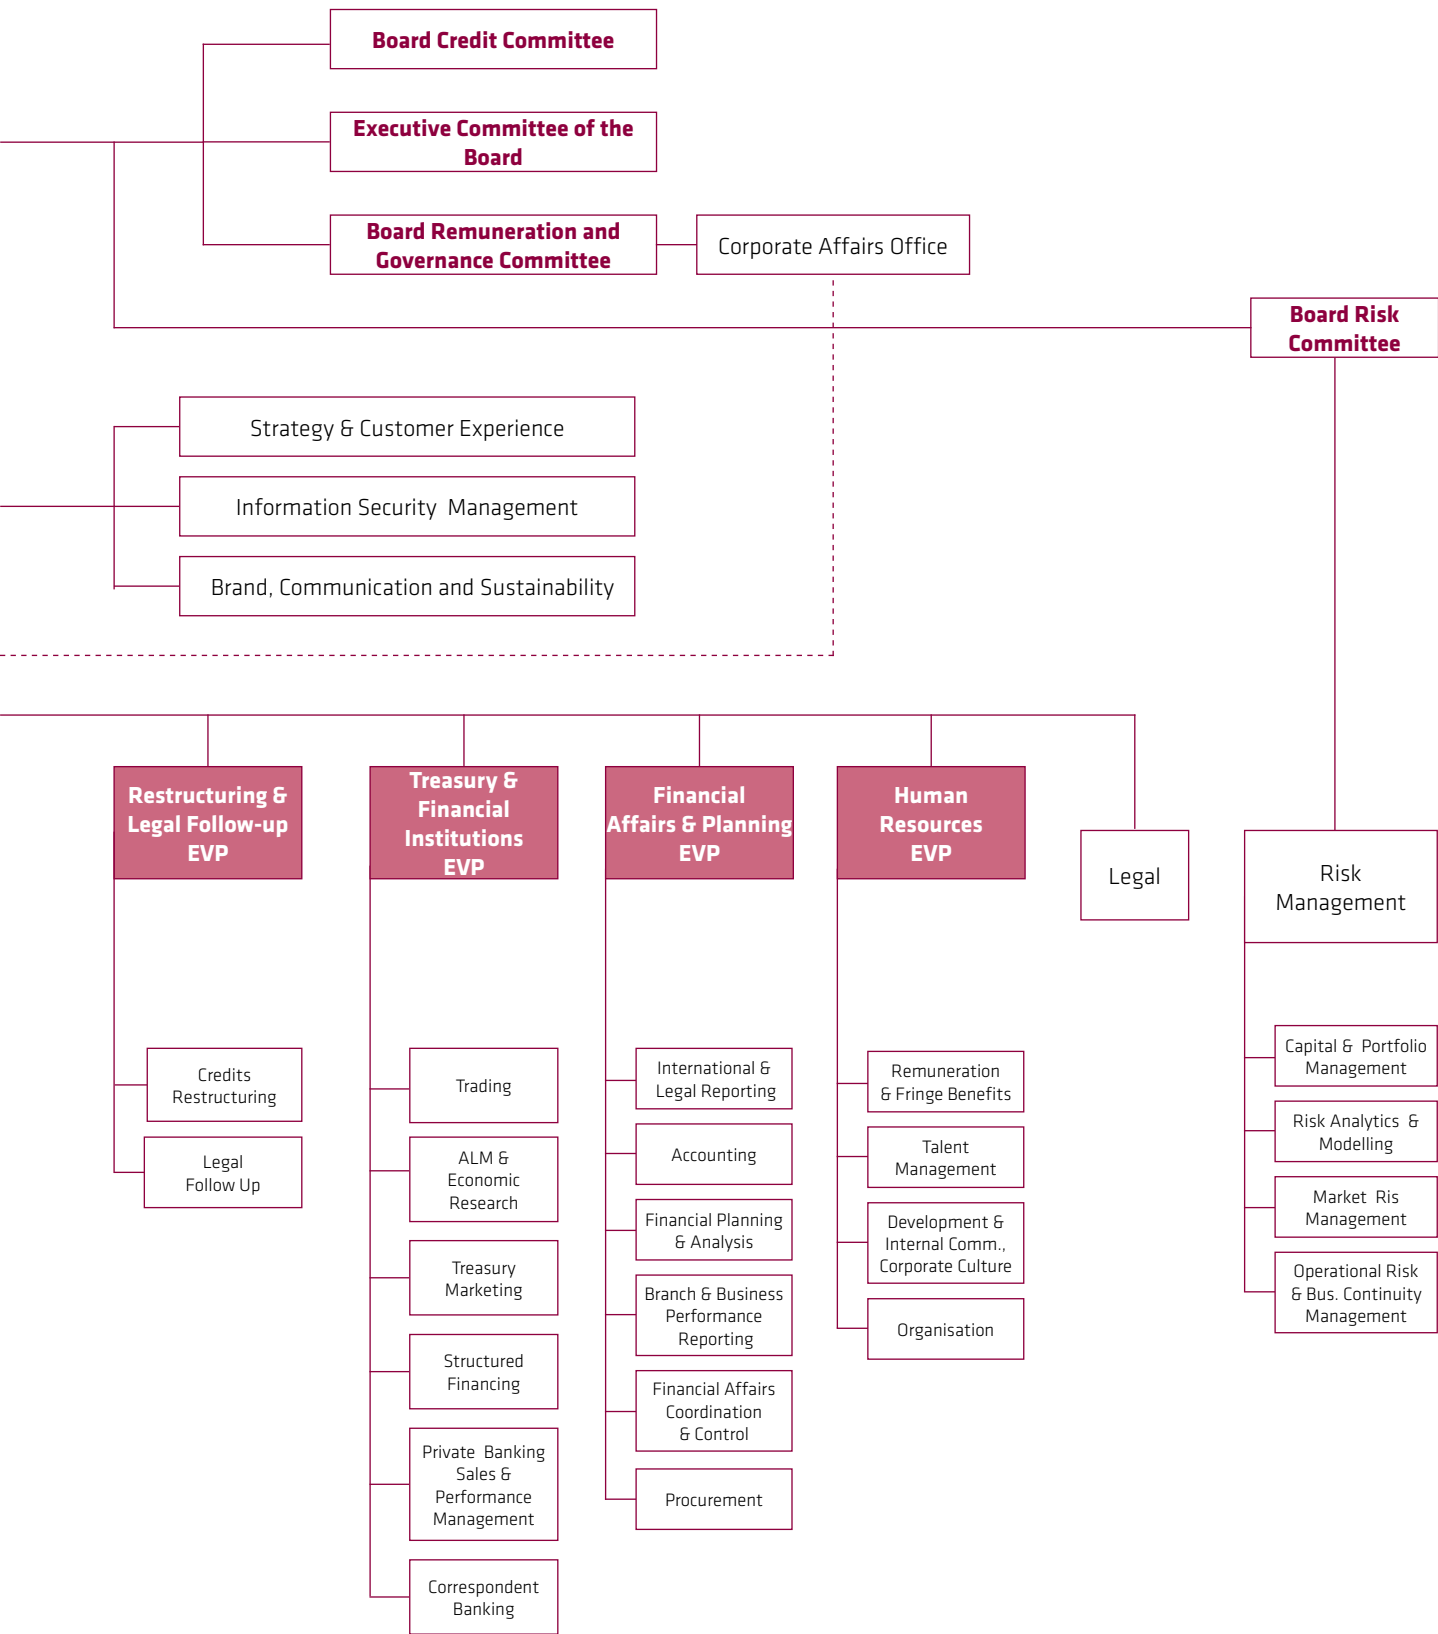 Board Credit Committee
Executive Committee of the
Board
Board Remuneration and
Governance Committee
Corporate Affairs Office
Board Risk
Committee
Strategy & Customer Experience
Information Security  Management
Brand, Communication and Sustainability
Restructuring &
Legal Follow-up
EVP
Treasury &
Financial
Institutions
EVP
Financial
Affairs & Planning
EVP
Human
Resources
EVP
Legal
Risk
Management
Credits
Restructuring
Legal
Follow Up
Trading
ALM &
Economic
Research
Treasury
Marketing
Structured
Financing
Private  Banking
Sales &
Performance
Management
Correspondent
Banking
International &
Legal Reporting
Accounting
Financial Planning
& Analysis
Branch & Business
Performance
Reporting
Financial Affairs
Coordination
& Control
Procurement
Remuneration
& Fringe Benefits
Talent
Management
Development &
Internal Comm.,
Corporate Culture
Organisation
Capital &  Portfolio
Management
Risk Analytics  &
Modelling
Market  Ris
Management
Operational Risk
& Bus. Continuity
Management